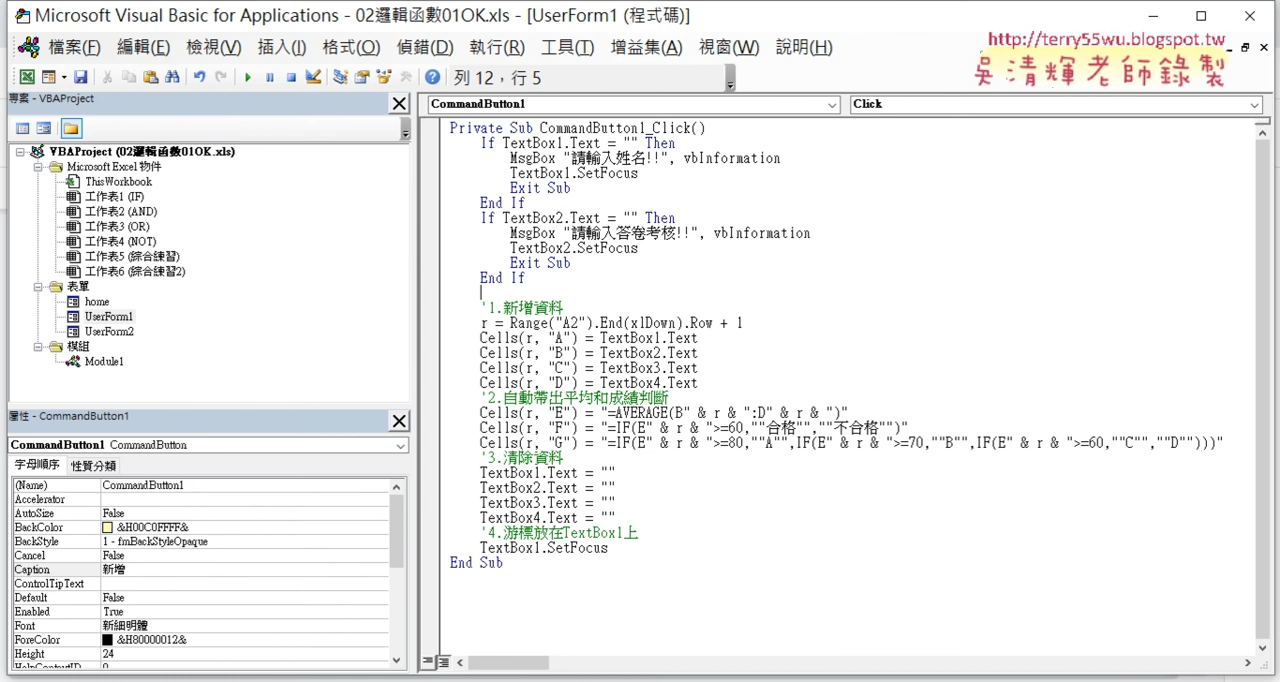 Microsoft Visual Basic for Applications - 02邏輯函數01OK.xls - [UserForm1 (程式碼)]
http://terry55wu.blogspot.tw
吳清輝老師錄製
檔案(F) 編輯(E) 檢視(V) 插入(I) 格式(O) 偵錯(D) 執行(R) 工具(T) 增益集(A) 視窗(W) 說明(H)
列 12，行 5
專案 - VBAProject
VBAProject (02邏輯函數01OK.xls)
Microsoft Excel 物件
ThisWorkbook
工作表1 (IF)
工作表2 (AND)
工作表3 (OR)
工作表4 (NOT)
工作表5 (綜合練習)
工作表6 (綜合練習2)
表單
home
UserForm1
UserForm2
模組
Module1
屬性 - CommandButton1
CommandButton1 CommandButton
字母順序 性質分類
(Name) CommandButton1
Accelerator
AutoSize False
BackColor &H00C0FFFF&
BackStyle 1 - fmBackStyleOpaque
Cancel False
Caption 新增
ControlTipText
Default False
Enabled True
Font 新細明體
ForeColor &H80000012&
Height 24
HelpContextID 0
CommandButton1 Click
Private Sub CommandButton1_Click()
If TextBox1.Text = "" Then
MsgBox "請輸入姓名!!", vbInformation
TextBox1.SetFocus
Exit Sub
End If
If TextBox2.Text = "" Then
MsgBox "請輸入答卷考核!!", vbInformation
TextBox2.SetFocus
Exit Sub
End If
'1.新增資料
r = Range("A2").End(xlDown).Row + 1
Cells(r, "A") = TextBox1.Text
Cells(r, "B") = TextBox2.Text
Cells(r, "C") = TextBox3.Text
Cells(r, "D") = TextBox4.Text
'2.自動帶出平均和成績判斷
Cells(r, "E") = "=AVERAGE(B" & r & ":D" & r & ")"
Cells(r, "F") = "=IF(E" & r & ">=60,""合格"",""不合格"")"
Cells(r, "G") = "=IF(E" & r & ">=80,""A"",IF(E" & r & ">=70,""B"",IF(E" & r & ">=60,""C"",""D"")))"
'3.清除資料
TextBox1.Text = ""
TextBox2.Text = ""
TextBox3.Text = ""
TextBox4.Text = ""
'4.游標放在TextBox1上
TextBox1.SetFocus
End Sub